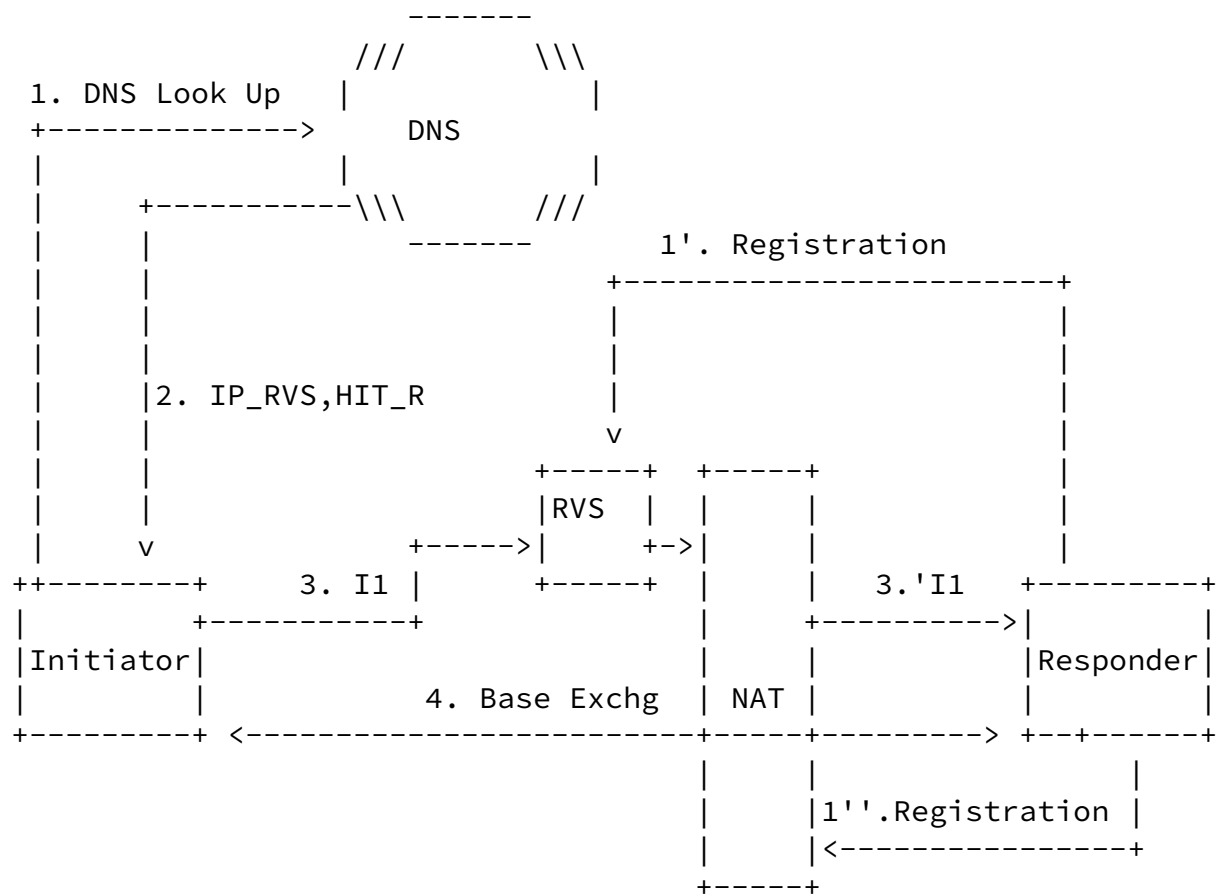 1. DNS Look Up
DNS
1'. Registration
2. IP_RVS,HIT_R
RVS
3. I1
3.'I1
Initiator
Responder
4. Base Exchg
NAT
1''.Registration